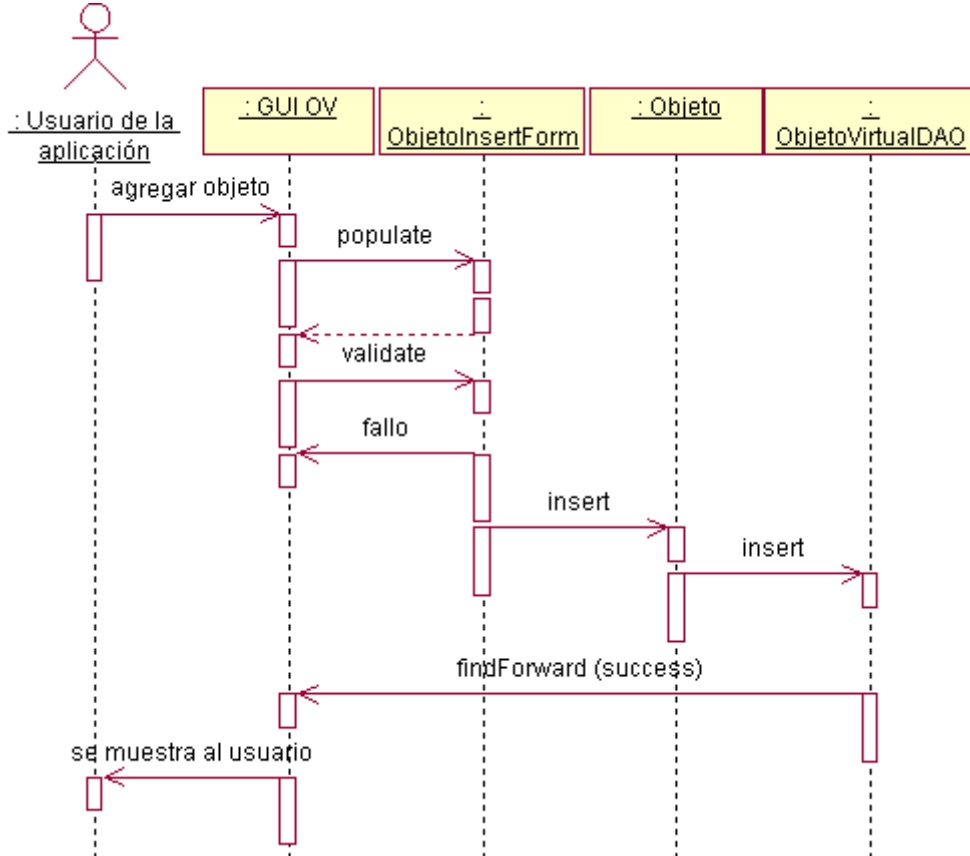 : Usuario de la
aplicación
: GUI OV
:
ObjetoInsertForm
: Objeto
:
ObjetoVirtualDAO
agregar objeto
populate
validate
fallo
insert
insert
findForward (success)
se muestra al usuario